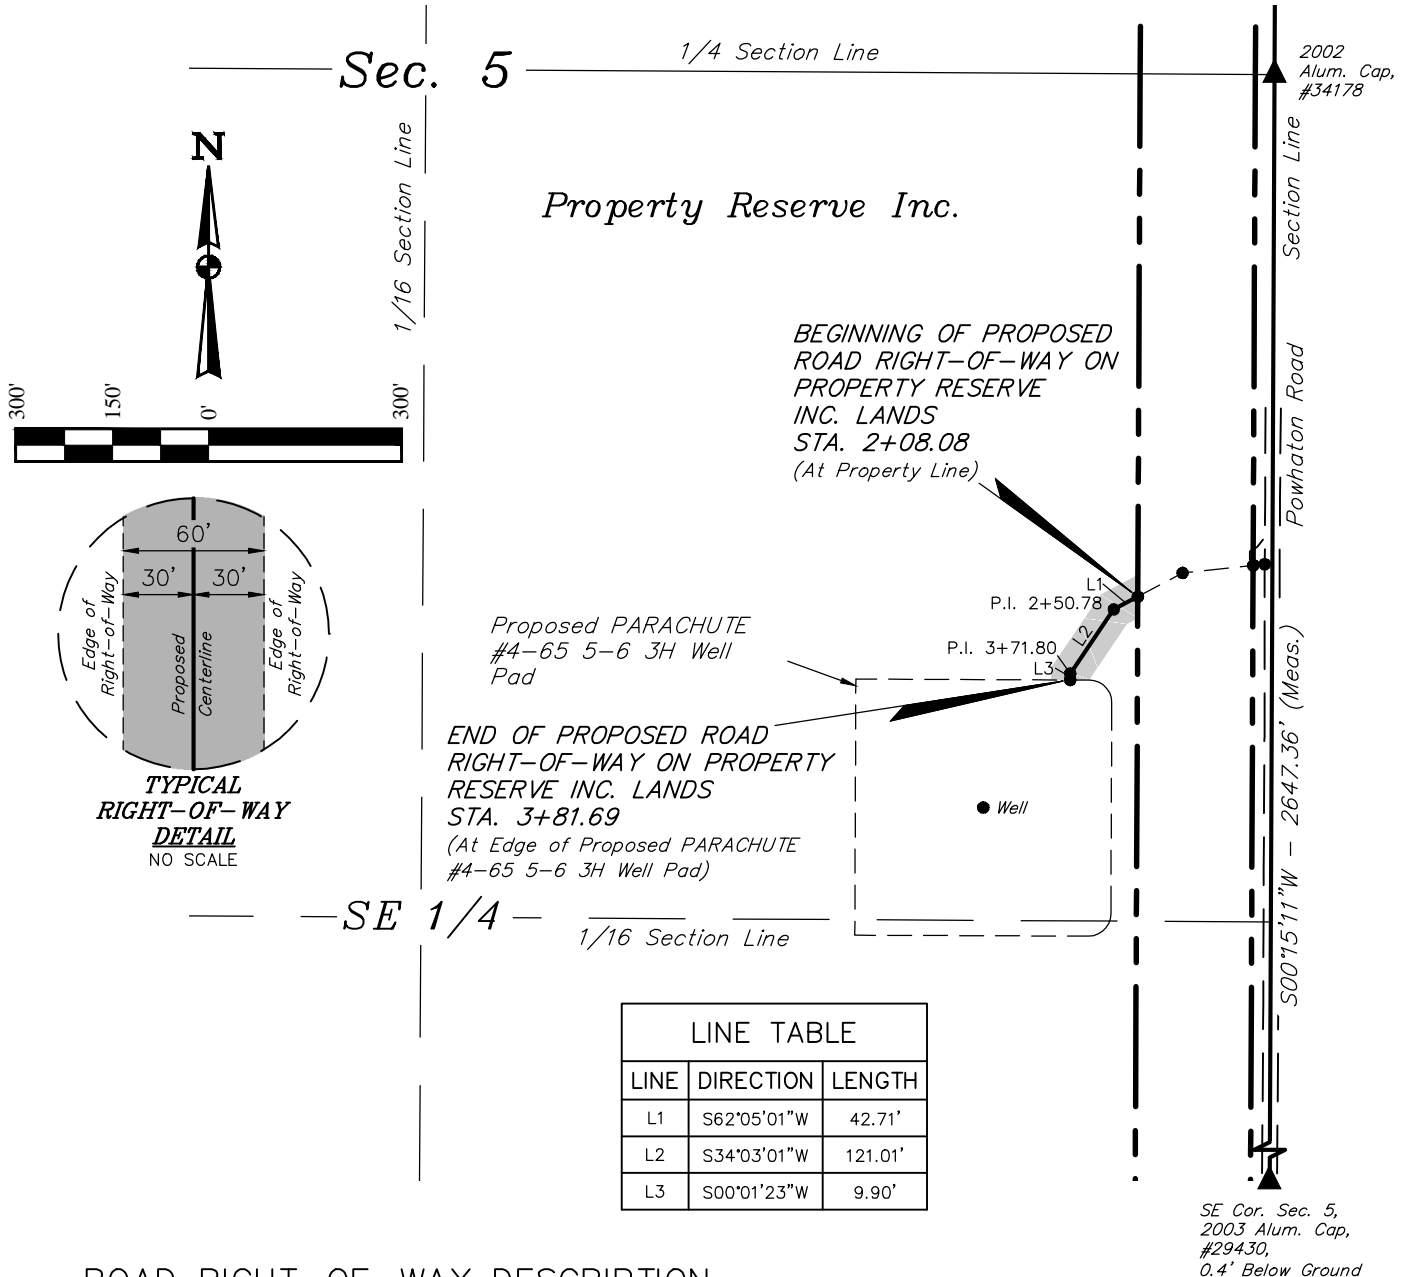 1/4 Section Line
Sec. 5
2002
Alum. Cap,
#34178
N
1/16 Section Line
Section Line
Property Reserve Inc.
300'
150'
0'
300'
BEGINNING OF PROPOSED
ROAD RIGHT-OF-WAY ON
PROPERTY RESERVE
INC. LANDS
STA. 2+08.08
(At Property Line)
Powhaton Road
60'
30'
30'
Edge of
Right-of-Way
Proposed
Centerline
Edge of
Right-of-Way
TYPICAL
RIGHT-OF-WAY
DETAIL
NO SCALE
L1
P.I. 2+50.78
L2
P.I. 3+71.80
L3
Proposed PARACHUTE
#4-65 5-6 3H Well
Pad
END OF PROPOSED ROAD
RIGHT-OF-WAY ON PROPERTY
RESERVE INC. LANDS
STA. 3+81.69
(At Edge of Proposed PARACHUTE
#4-65 5-6 3H Well Pad)
Well
S00°15'11"W - 2647.36' (Meas.)
SE 1/4
1/16 Section Line
LINE TABLE
LINE DIRECTION LENGTH
L1 S62°05'01"W 42.71'
L2 S34°03'01"W 121.01'
L3 S00°01'23"W 9.90'
SE Cor. Sec. 5,
2003 Alum. Cap,
#29430,
0.4' Below Ground
ROAD RIGHT-OF-WAY DESCRIPTION